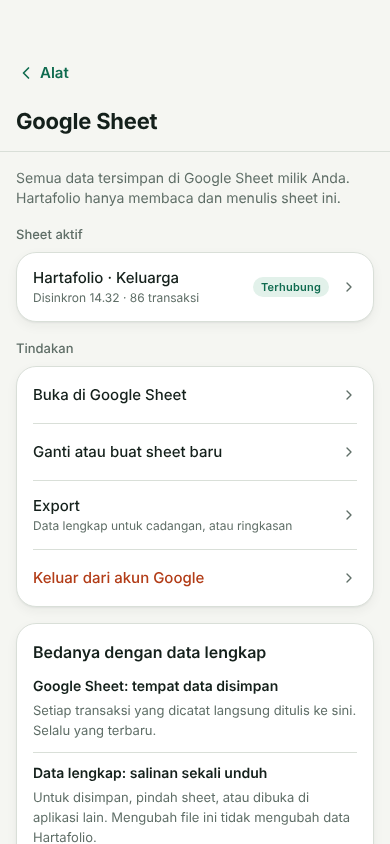 Alat
Google Sheet
Semua data tersimpan di Google Sheet milik Anda.
Hartafolio hanya membaca dan menulis sheet ini.
Sheet aktif
Hartafolio · Keluarga
Disinkron 14.32 · 86 transaksi
Terhubung
Tindakan
Buka di Google Sheet
Ganti atau buat sheet baru
Export
Data lengkap untuk cadangan, atau ringkasan
Keluar dari akun Google
Bedanya dengan data lengkap
Google Sheet: tempat data disimpan
Setiap transaksi yang dicatat langsung ditulis ke sini.
Selalu yang terbaru.
Data lengkap: salinan sekali unduh
Untuk disimpan, pindah sheet, atau dibuka di
aplikasi lain. Mengubah file ini tidak mengubah data
Hartafolio.